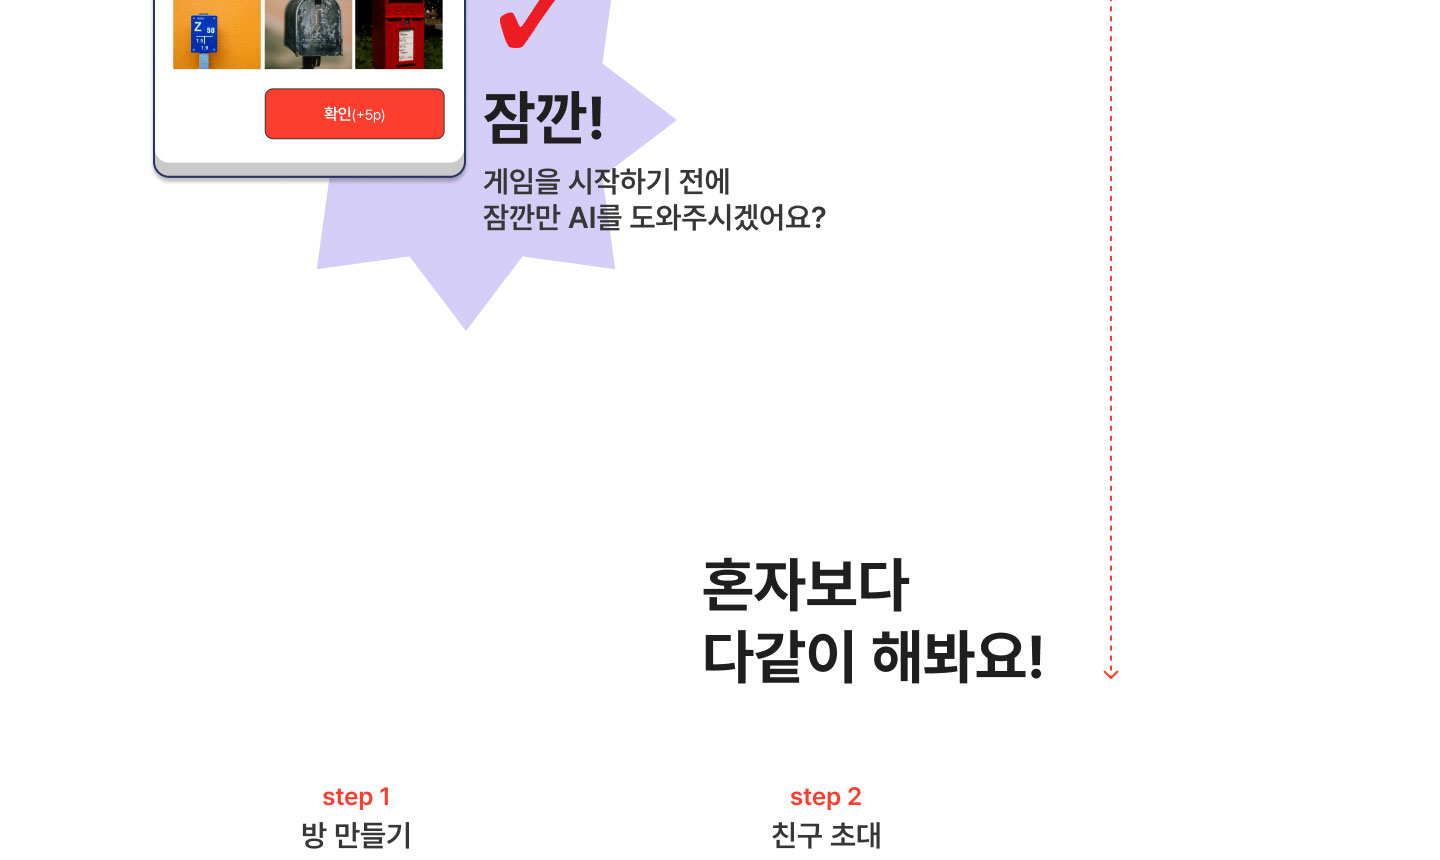 Z 50
확인(+5p)
잠깐!
게임을 시작하기 전에
잠깐만 AI를 도와주시겠어요?
혼자보다
다같이 해봐요!
step 1
방 만들기
step 2
친구 초대